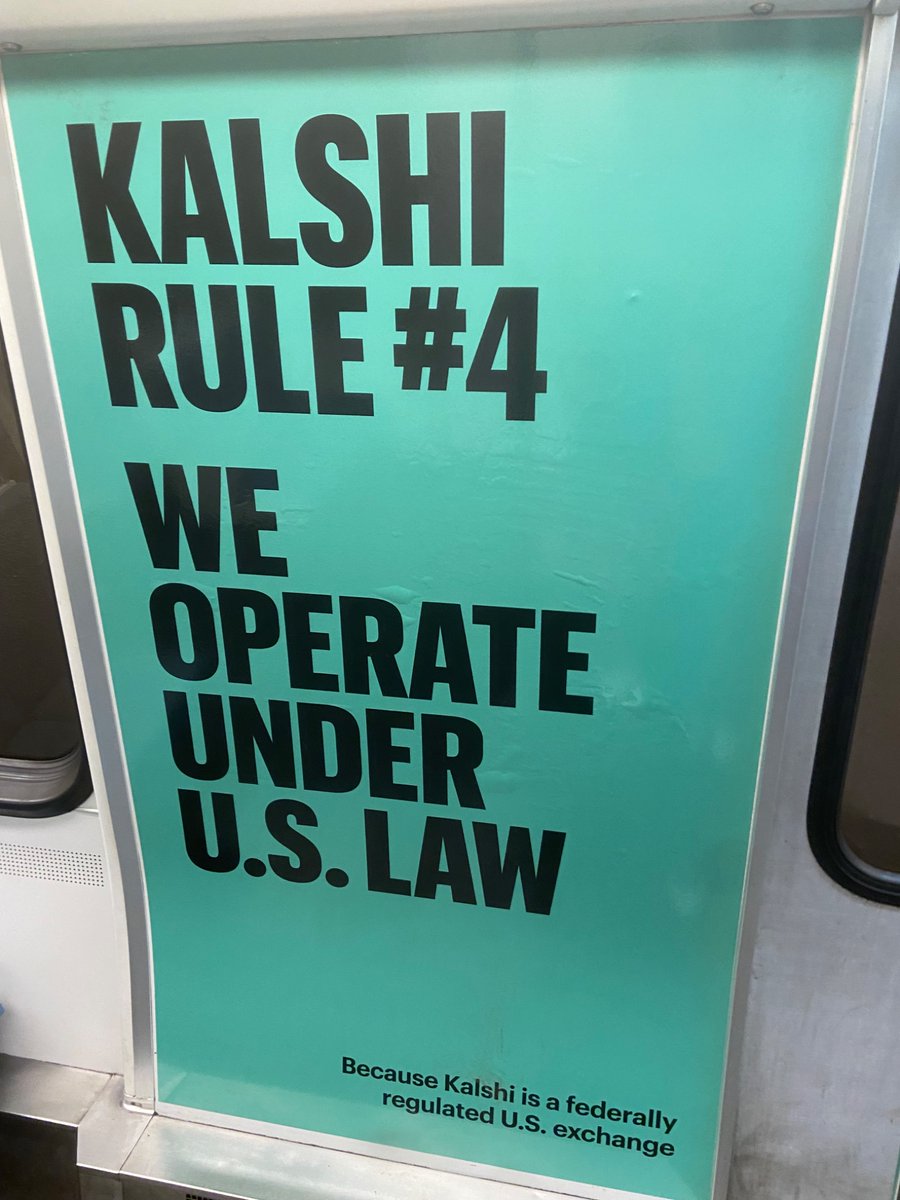 KALSHI
RULE #4
WE
OPERATE
UNDER
U.S. LAW
Because Kalshi is a federally
regulated U.S. exchange